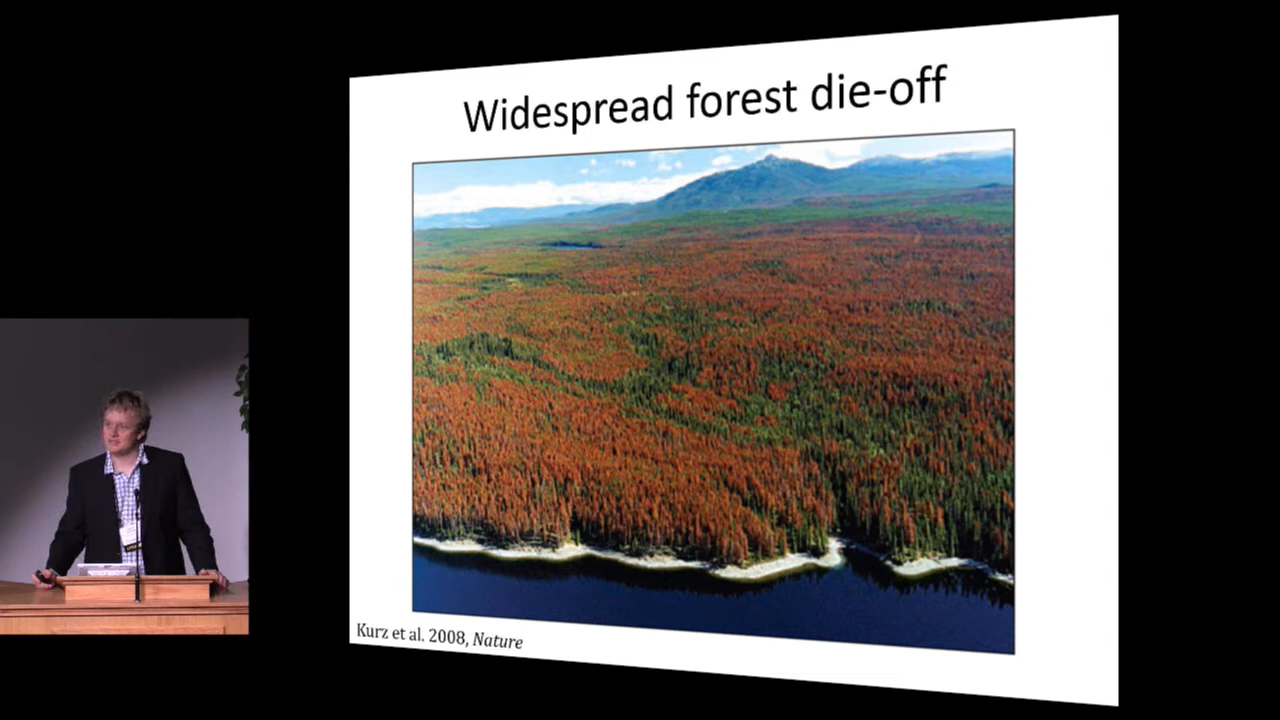 Widespread forest die-off
Kurz et al. 2008, Nature